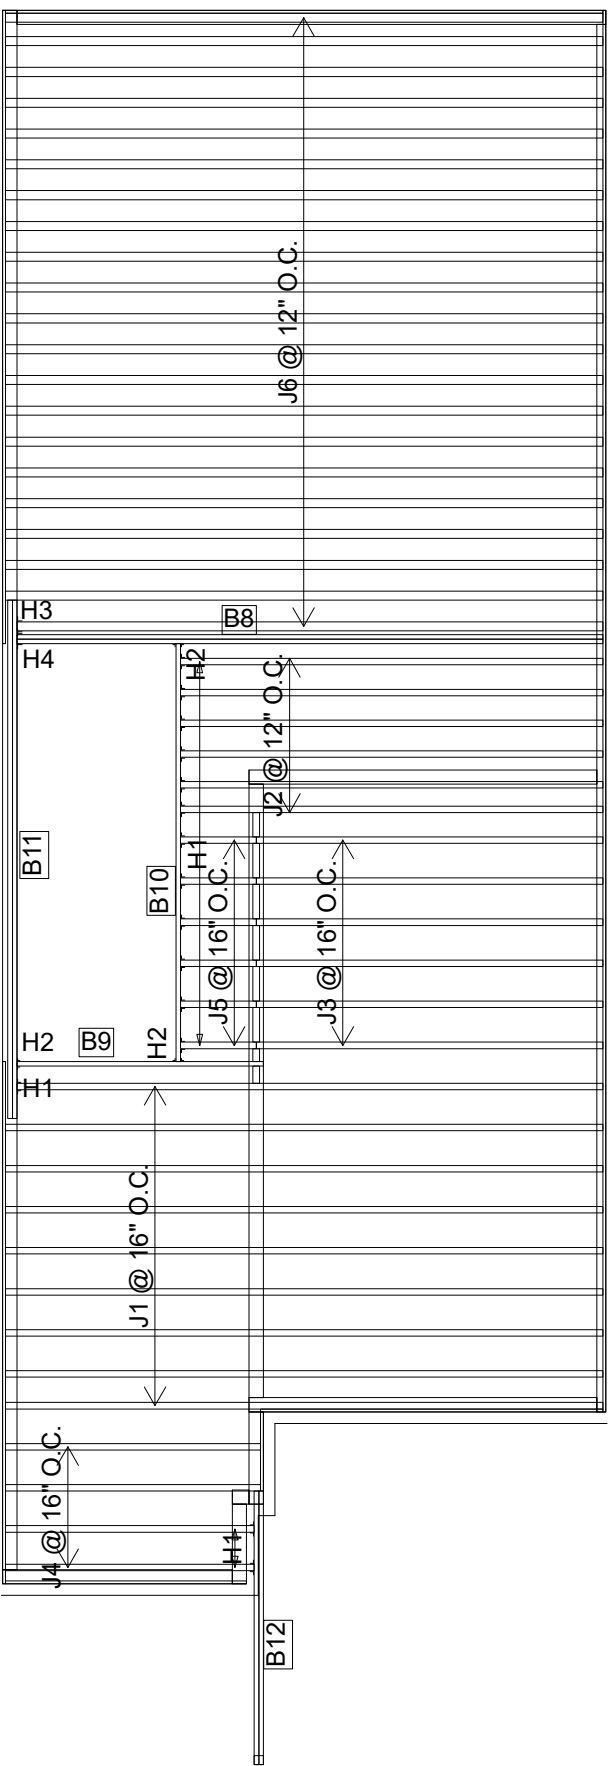 J6 @ 12" O.C.
H3
B8
H4
H2
J2 @ 12" O.C.
B11
B10
H1
J5 @ 16" O.C.
J3 @ 16" O.C.
H2
B9
H2
H1
J1 @ 16" O.C.
J4 @ 16" O.C.
H1
B12